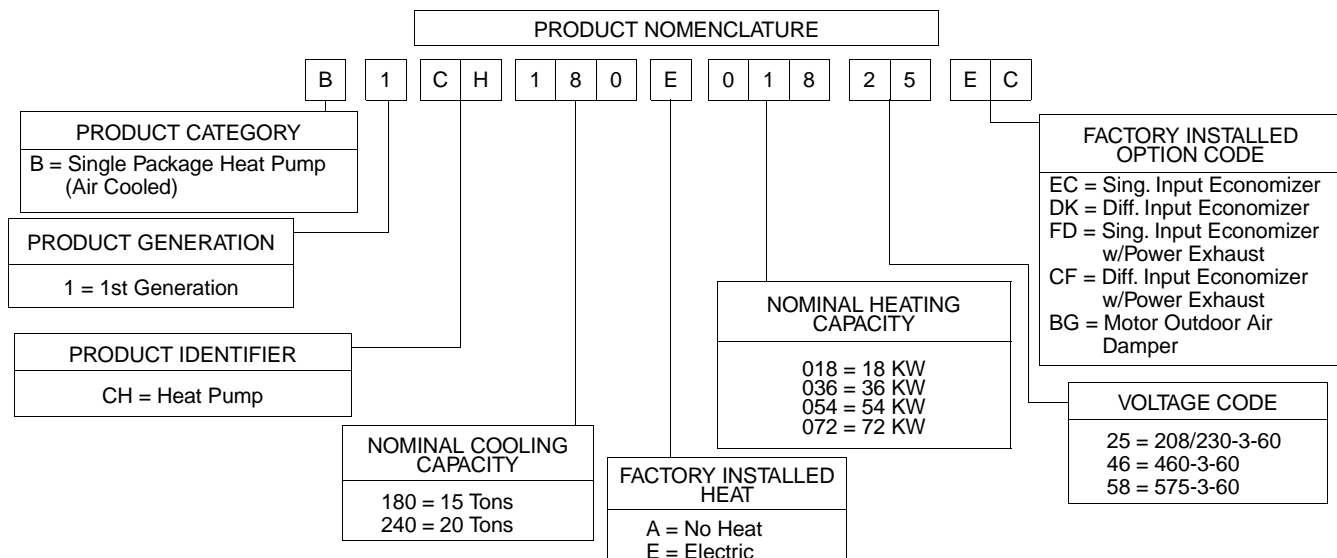 PRODUCT NOMENCLATURE
B 1 C H 1 8 0 E 0 1 8 2 5 E C
PRODUCT CATEGORY
B = Single Package Heat Pump
(Air Cooled)
PRODUCT GENERATION
1 = 1st Generation
PRODUCT IDENTIFIER
CH = Heat Pump
NOMINAL COOLING
CAPACITY
180 = 15 Tons
240 = 20 Tons
FACTORY INSTALLED
HEAT
A = No Heat
E = Electric
NOMINAL HEATING
CAPACITY
018 = 18 KW
036 = 36 KW
054 = 54 KW
072 = 72 KW
VOLTAGE CODE
25 = 208/230-3-60
46 = 460-3-60
58 = 575-3-60
FACTORY INSTALLED
OPTION CODE
EC = Sing. Input Economizer
DK = Diff. Input Economizer
FD = Sing. Input Economizer
w/Power Exhaust
CF = Diff. Input Economizer
w/Power Exhaust
BG = Motor Outdoor Air
Damper